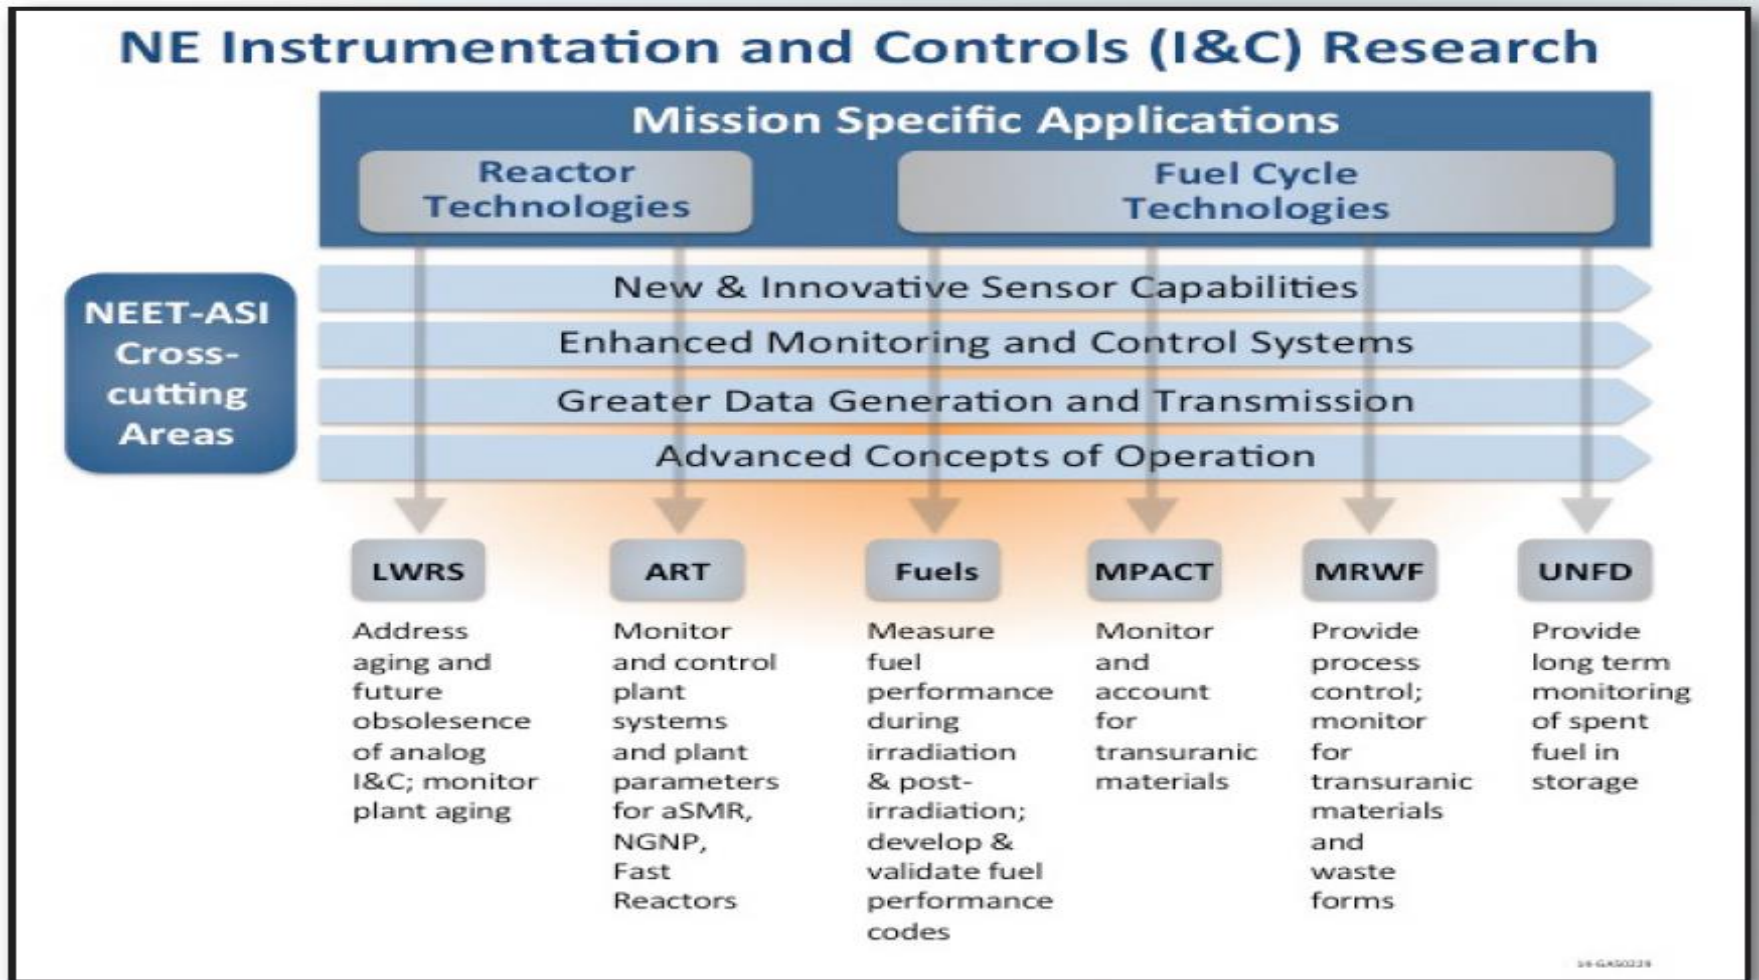 NE Instrumentation and Controls (I&C) Research
Mission Specific Applications
Reactor
Technologies
Fuel Cycle
Technologies
NEET-ASI
Cross-
cutting
Areas
New & Innovative Sensor Capabilities
Enhanced Monitoring and Control Systems
Greater Data Generation and Transmission
Advanced Concepts of Operation
LWRS
Address
aging and
future
obsolesence
of analog
I&C; monitor
plant aging
ART
Monitor
and control
plant
systems
and plant
parameters
for aSMR,
NGNP,
Fast
Reactors
Fuels
Measure
fuel
performance
during
irradiation
& post-
irradiation;
develop &
validate fuel
performance
codes
MPACT
Monitor
and
account
for
transuranic
materials
MRWF
Provide
process
control;
monitor
for
transuranic
materials
and
waste
forms
UNFD
Provide
long term
monitoring
of spent
fuel in
storage